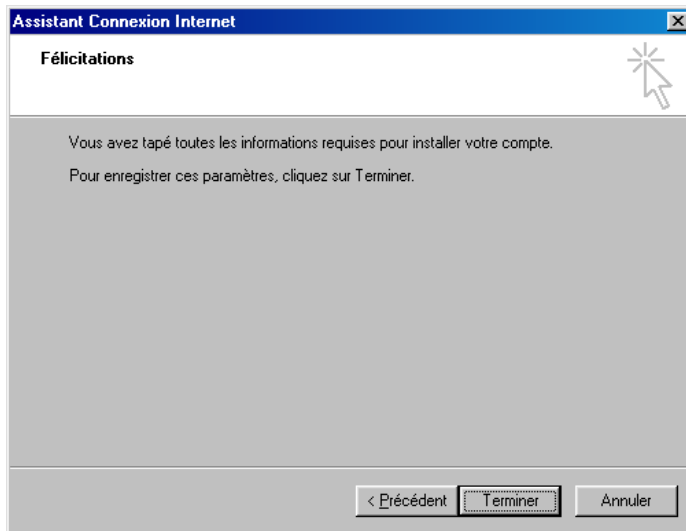 Assistant Connexion Internet
Félicitations
Vous avez tapé toutes les informations requises pour installer votre compte.
Pour enregistrer ces paramètres, cliquez sur Terminer.
< Précédent
Terminer
Annuler